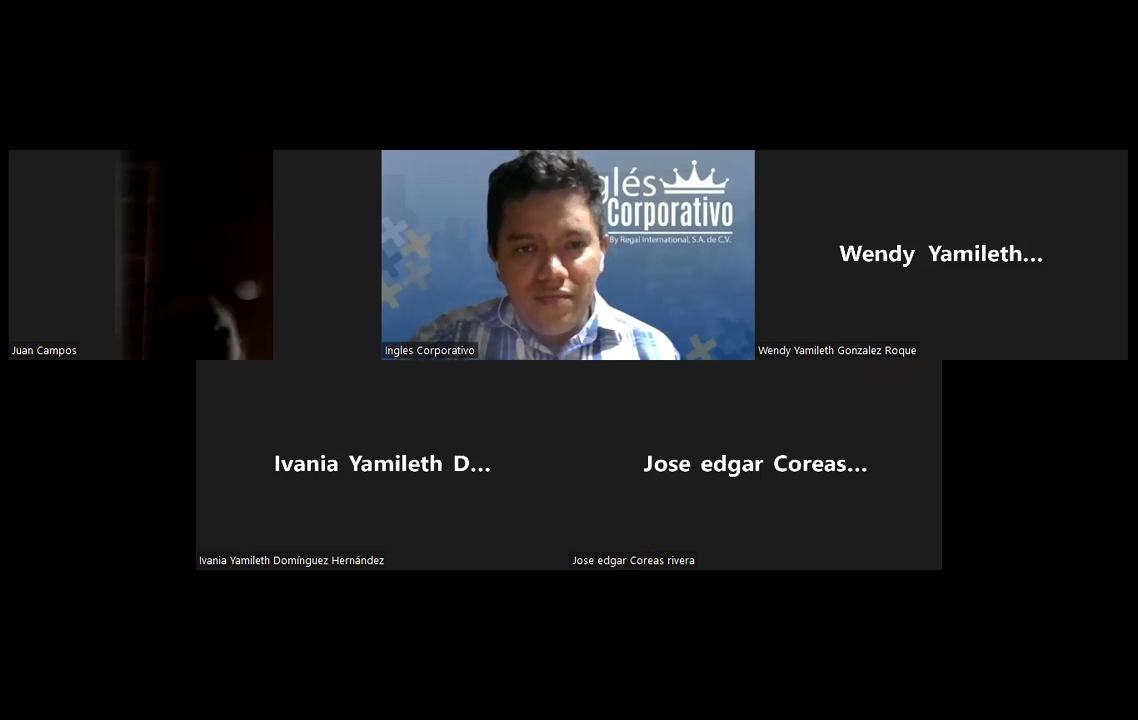 glés
Corporativo
By Regal International, S.A. de C.V.
Wendy Yamileth...
Juan Campos
Ingles Corporativo
Wendy Yamileth Gonzalez Roque
Ivania Yamileth D...
Jose edgar Coreas...
Ivania Yamileth Domínguez Hernández
Jose edgar Coreas rivera